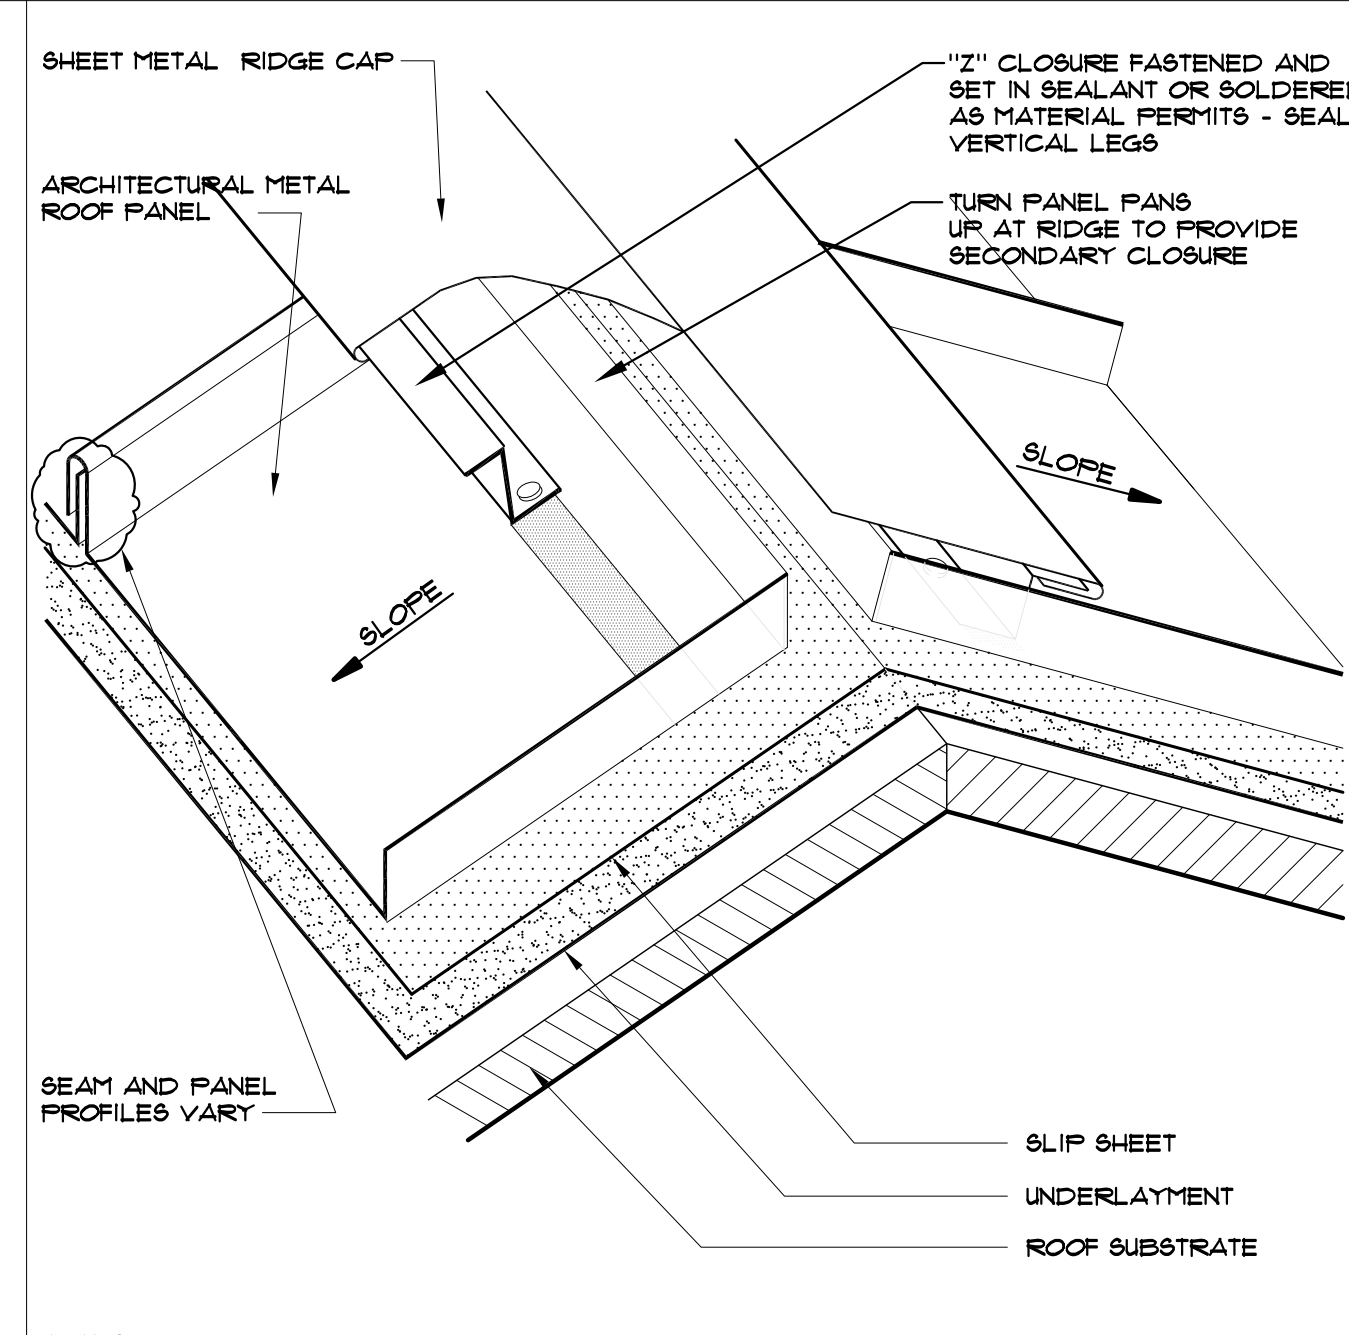 SHEET METAL RIDGE CAP
"Z" CLOSURE FASTENED AND
SET IN SEALANT OR SOLDERED
AS MATERIAL PERMITS - SEAL
VERTICAL LEGS
ARCHITECTURAL METAL
ROOF PANEL
TURN PANEL PANS
UP AT RIDGE TO PROVIDE
SECONDARY CLOSURE
SLOPE
SLOPE
SEAM AND PANEL
PROFILES VARY
SLIP SHEET
UNDERLAYMENT
ROOF SUBSTRATE